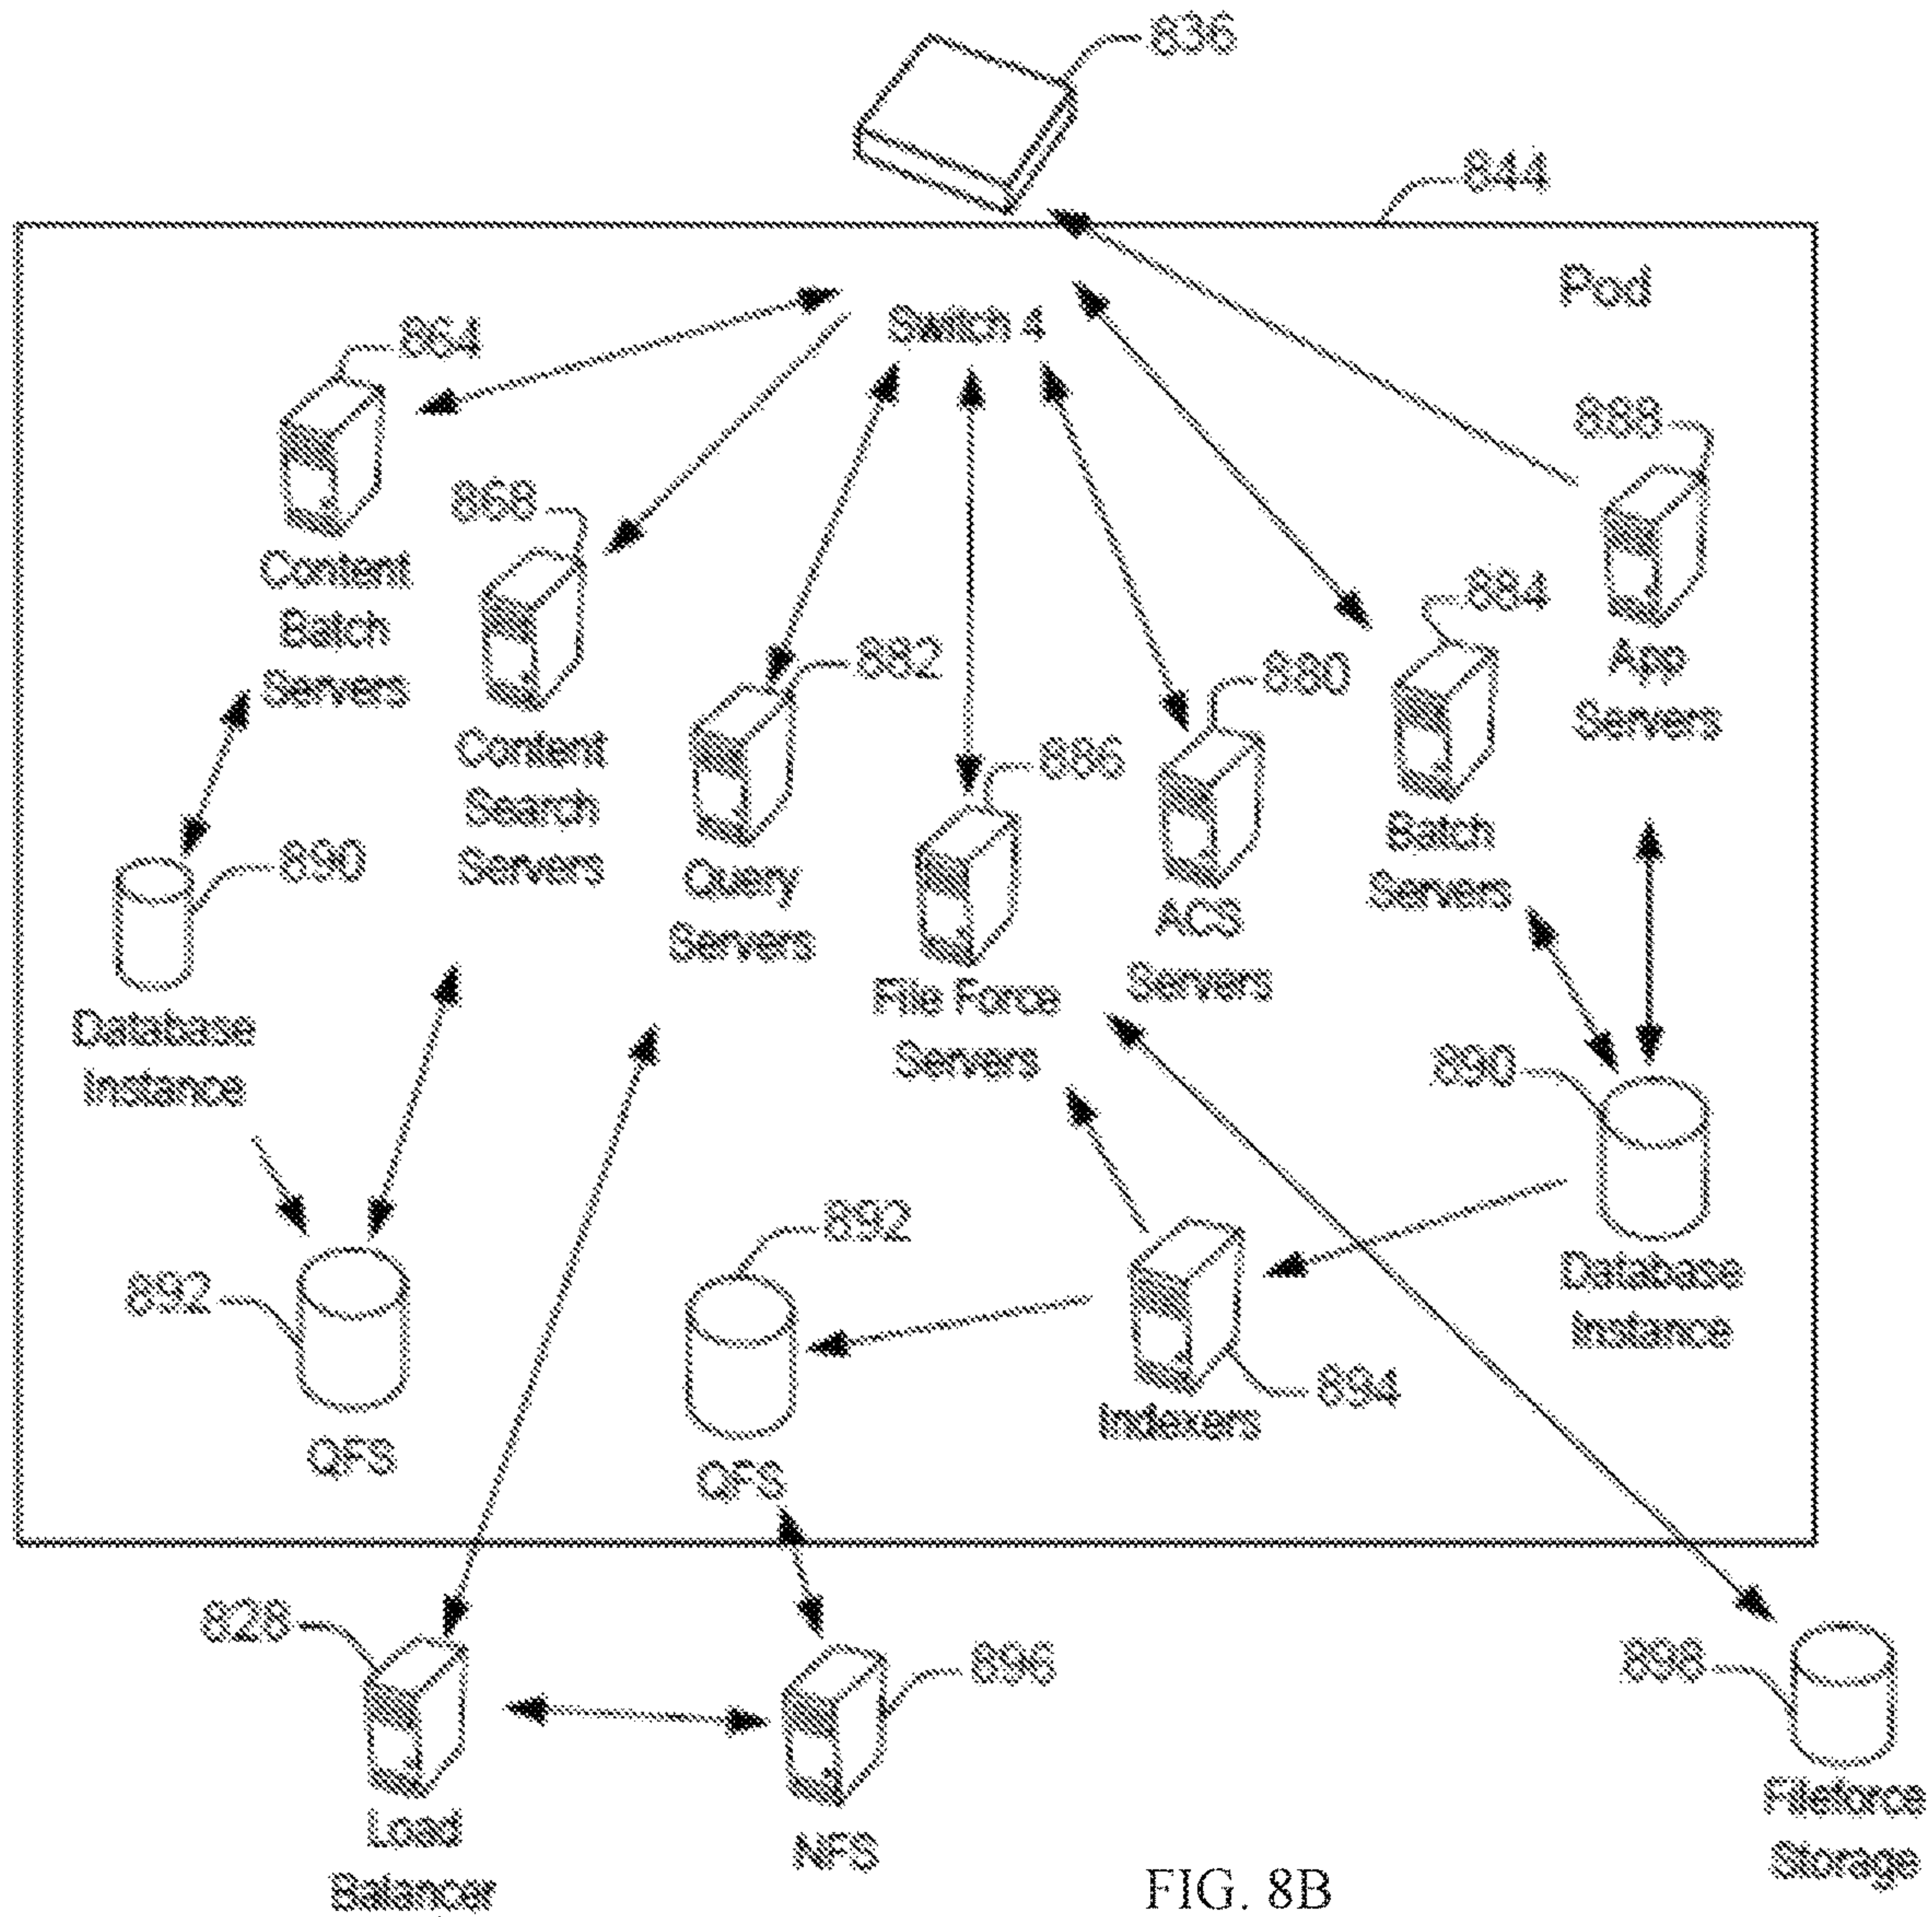 836
844
Pod
Switch 4
864
Content
Batch
Servers
868
Content
Search
Servers
882
Query
Servers
886
File Force
Servers
880
ACS
Servers
884
Batch
Servers
888
App
Servers
890
Database
Instance
890
Database
Instance
892
QFS
892
QFS
894
Indexers
828
Load
Balancer
896
NFS
898
Fileforce
Storage
FIG. 8B